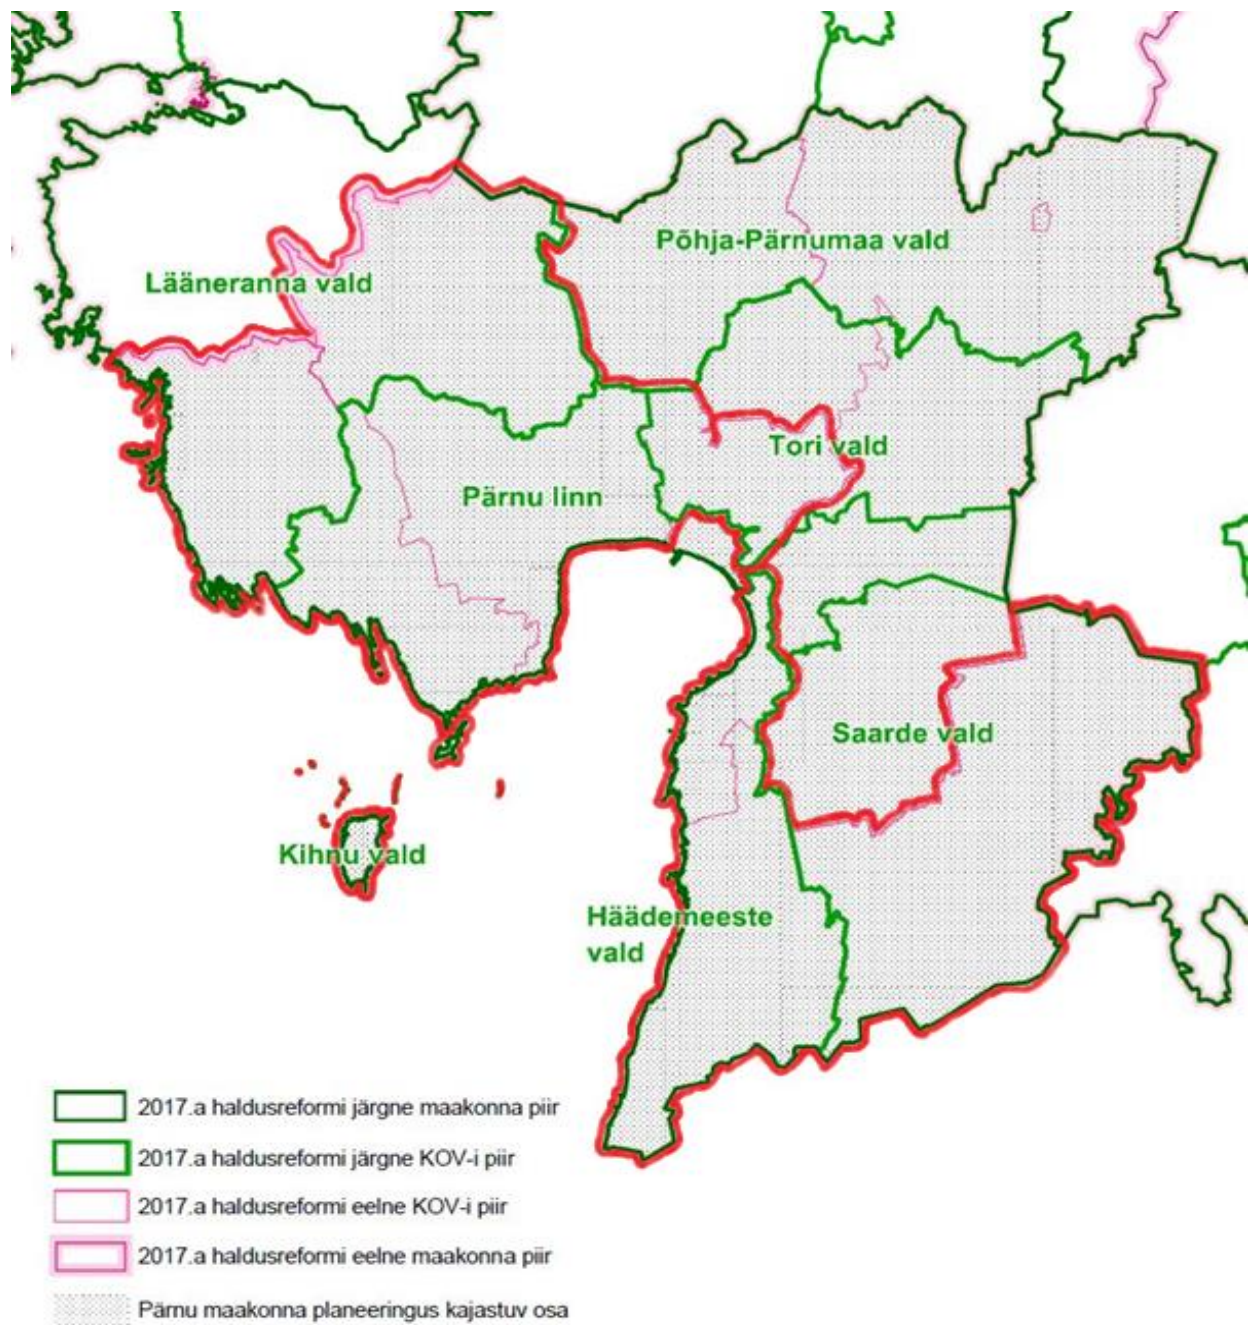 Põhja-Pärnumaa vald
Lääneranna vald
Tori vald
Pärnu linn
Saarde vald
Kihnu vald
Häädemeeste
vald
2017.a haldusreformi järgne maakonna piir
2017.a haldusreformi järgne KOV-i piir
2017.a haldusreformi eelne KOV-i piir
2017.a haldusreformi eelne maakonna piir
Pärnu maakonna planeeringus kajastuv osa